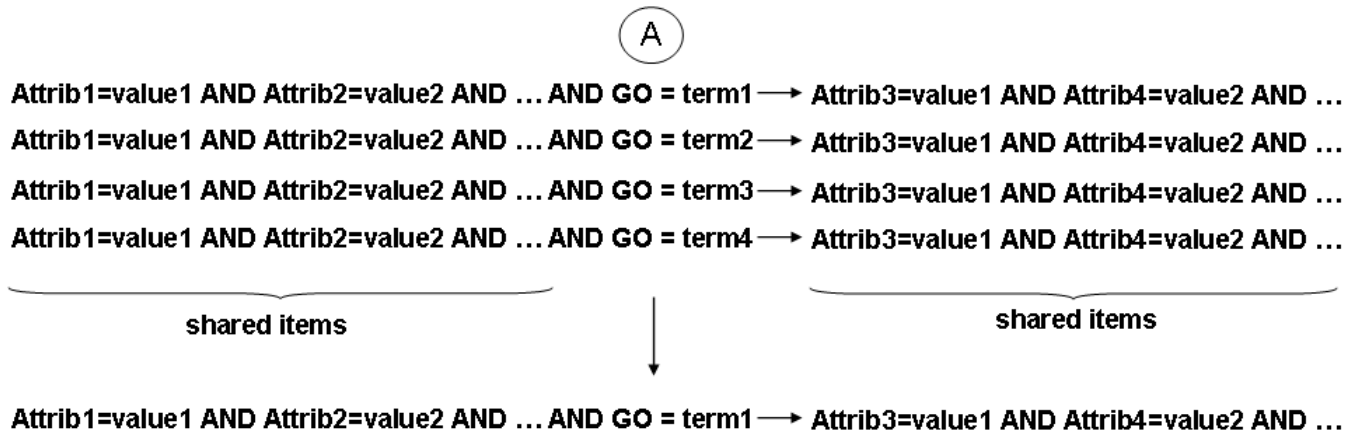 A
Attrib1=value1 AND Attrib2=value2 AND … AND GO = term1 → Attrib3=value1 AND Attrib4=value2 AND …
Attrib1=value1 AND Attrib2=value2 AND … AND GO = term2 → Attrib3=value1 AND Attrib4=value2 AND …
Attrib1=value1 AND Attrib2=value2 AND … AND GO = term3 → Attrib3=value1 AND Attrib4=value2 AND …
Attrib1=value1 AND Attrib2=value2 AND … AND GO = term4 → Attrib3=value1 AND Attrib4=value2 AND …
shared items shared items
Attrib1=value1 AND Attrib2=value2 AND … AND GO = term1 → Attrib3=value1 AND Attrib4=value2 AND …